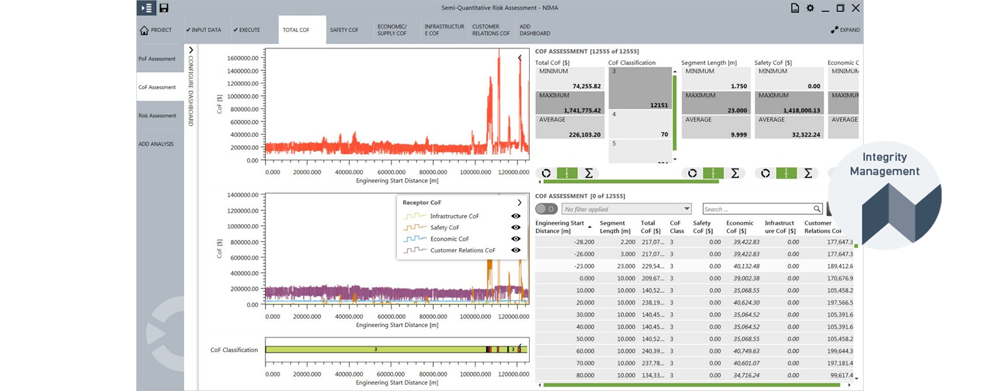 Semi-Quantitative Risk Assessment - NIMA
PROJECT
✔ INPUT DATA
✔ EXECUTE
TOTAL COF
SAFETY COF
ECONOMIC/
SUPPLY COF
INFRASTRUCTUR
E COF
CUSTOMER
RELATIONS COF
ADD
DASHBOARD
EXPAND
PoF Assessment
CoF Assessment
Risk Assessment
ADD ANALYSIS
CONFIGURE DASHBOARD
CoF [$]
1600000.00
1400000.00
1200000.00
1000000.00
800000.00
600000.00
400000.00
200000.00
0.00
0.000 20000.000 40000.000 60000.000 80000.000 100000.000 120000.000
Engineering Start Distance [m]
CoF [$]
1400000.00
1200000.00
1000000.00
800000.00
600000.00
400000.00
200000.00
0.00
Receptor CoF
Infrastructure CoF
Safety CoF
Economic CoF
Customer Relations CoF
0.000 20000.000 40000.000 60000.000 80000.000 100000.000 120000.000
Engineering Start Distance [m]
CoF Classification
3 3
0.000 20000.000 40000.000 60000.000 80000.000 100000.000 120000.000
Engineering Start Distance [m]
COF ASSESSMENT [12555 of 12555]
Total CoF [$]
MINIMUM
74,255.82
MAXIMUM
1,741,775.42
AVERAGE
226,103.20
CoF Classification
3
12151
4
70
5
Segment Length [m]
MINIMUM
1.750
MAXIMUM
23.000
AVERAGE
9.999
Safety CoF [$]
MINIMUM
0.00
MAXIMUM
1,418,000.13
AVERAGE
32,322.24
Economic C
MINIMUM
MAXIMUM
AVERAGE
Integrity
Management
COF ASSESSMENT [0 of 12555]
No filter applied
Search ...
Engineering Start Segment Total CoF Safety Economic Infrastruct Customer
Distance [m] Length [m] CoF [$] Class CoF [$] CoF [$] ure CoF [$] Relations CoF
-28.200 2.200 217,07... 3 0.00 39,422.83 0.00 177,647.3
-26.000 3.000 217,07... 3 0.00 39,422.83 0.00 177,647.3
-23.000 23.000 229,54... 3 0.00 40,132.48 0.00 189,412.6
0.000 10.000 209,67... 3 0.00 39,002.38 0.00 170,676.9
10.000 10.000 140,52... 3 0.00 35,068.55 0.00 105,458.2
20.000 10.000 238,19... 3 0.00 40,624.30 0.00 197,566.5
30.000 10.000 140,45... 3 0.00 35,064.52 0.00 105,391.6
40.000 10.000 140,45... 3 0.00 35,064.52 0.00 105,391.6
50.000 10.000 140,52... 3 0.00 35,068.55 0.00 105,458.2
60.000 10.000 240,39... 3 0.00 40,749.63 0.00 199,644.3
70.000 10.000 237,78... 3 0.00 40,601.07 0.00 197,181.4
80.000 10.000 134,33... 3 0.00 34,716.24 0.00 99,617.4